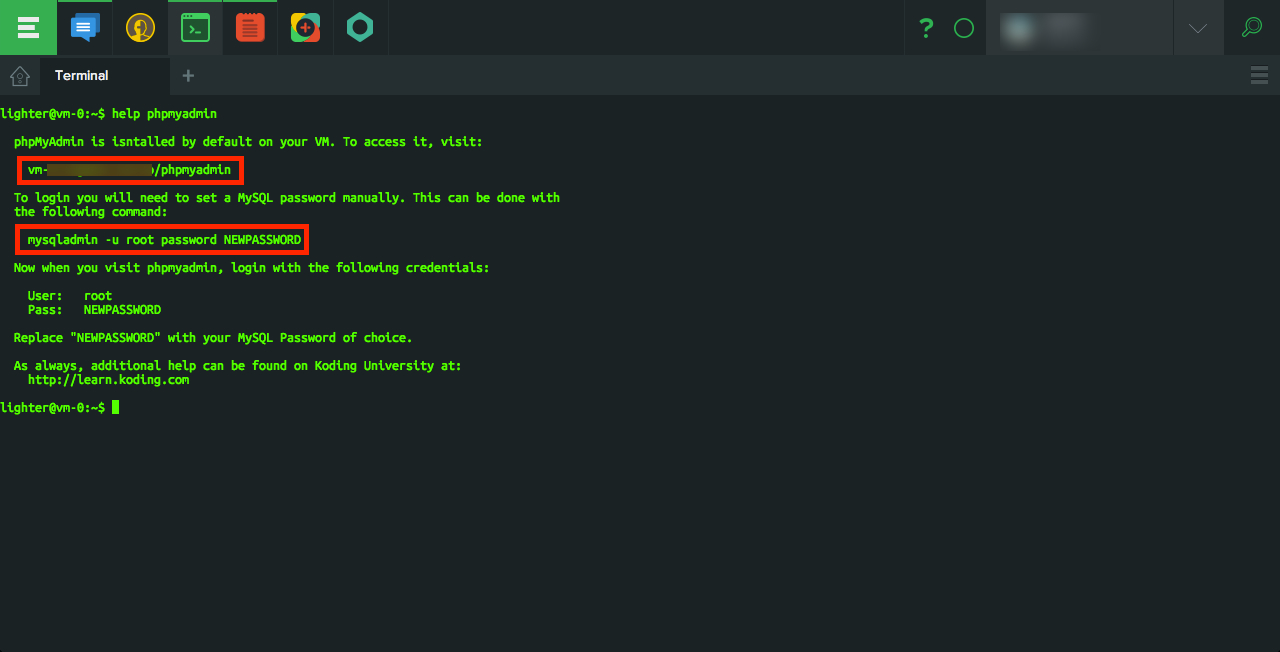 ?
Terminal
+
lighter@vm-0:~$ help phpmyadmin
phpMyAdmin is isntalled by default on your VM. To access it, visit:
vm- /phpmyadmin
To login you will need to set a MySQL password manually. This can be done with
the following command:
mysqladmin -u root password NEWPASSWORD
Now when you visit phpmyadmin, login with the following credentials:
User: root
Pass: NEWPASSWORD
Replace "NEWPASSWORD" with your MySQL Password of choice.
As always, additional help can be found on Koding University at:
http://learn.koding.com
lighter@vm-0:~$